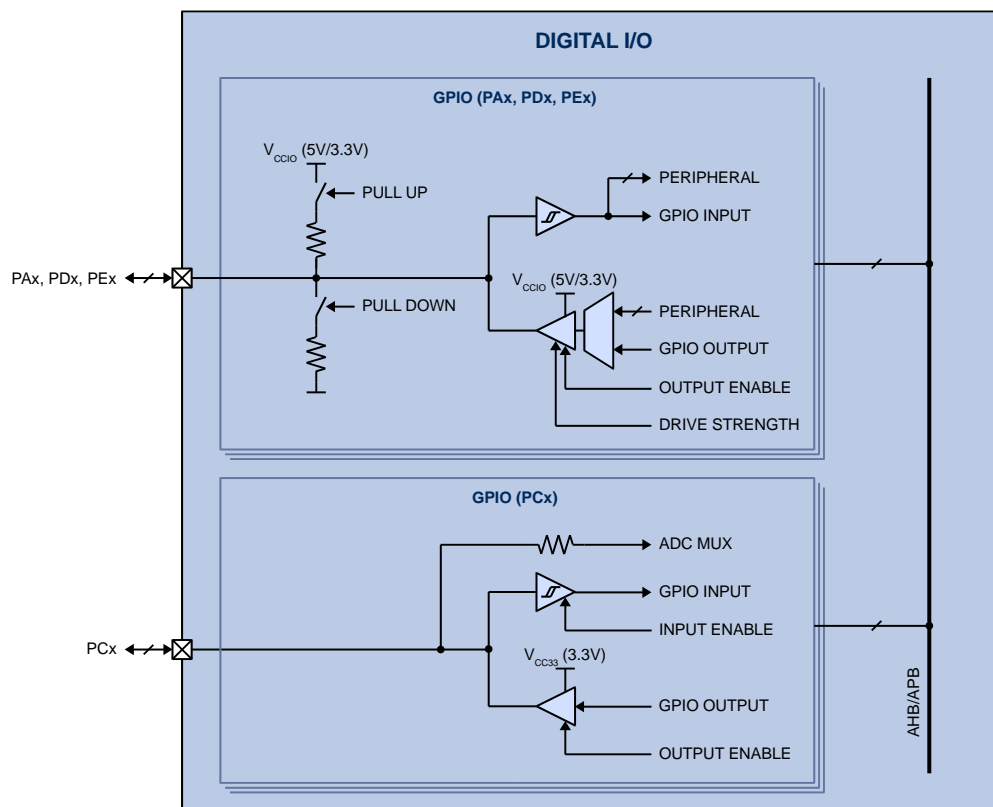 DIGITAL I/O
GPIO (PAx, PDx, PEx)
VCCIO (5V/3.3V)
PULL UP
PERIPHERAL
GPIO INPUT
PAx, PDx, PEx
VCCIO (5V/3.3V)
PULL DOWN
PERIPHERAL
GPIO OUTPUT
OUTPUT ENABLE
DRIVE STRENGTH
GPIO (PCx)
ADC MUX
GPIO INPUT
INPUT ENABLE
PCx
VCC33 (3.3V)
GPIO OUTPUT
OUTPUT ENABLE
AHB/APB